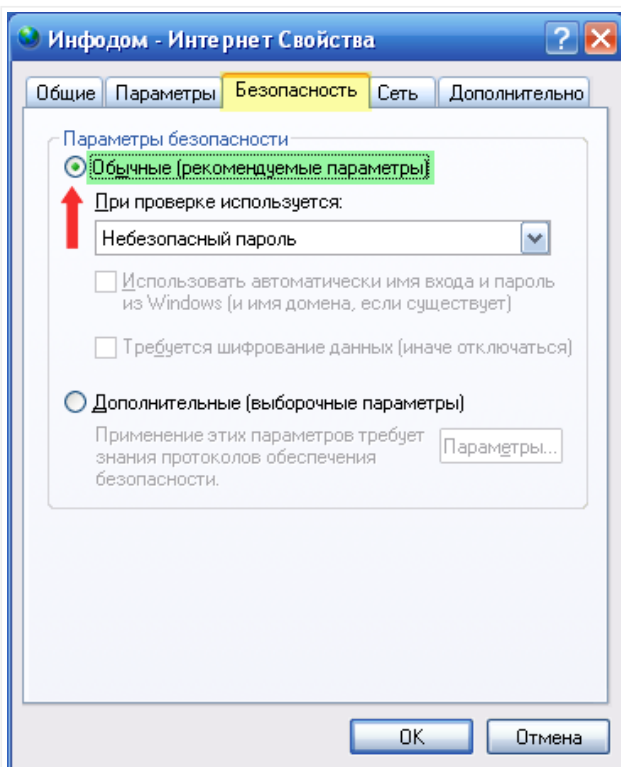 Инфодом - Интернет Свойства
Общие Параметры Безопасность Сеть Дополнительно
Параметры безопасности
Обычные (рекомендуемые параметры)
При проверке используется:
Небезопасный пароль
Использовать автоматически имя входа и пароль
из Windows (и имя домена, если существует)
Требуется шифрование данных (иначе отключаться)
Дополнительные (выборочные параметры)
Применение этих параметров требует
знания протоколов обеспечения
безопасности.
Параметры...
OK Отмена